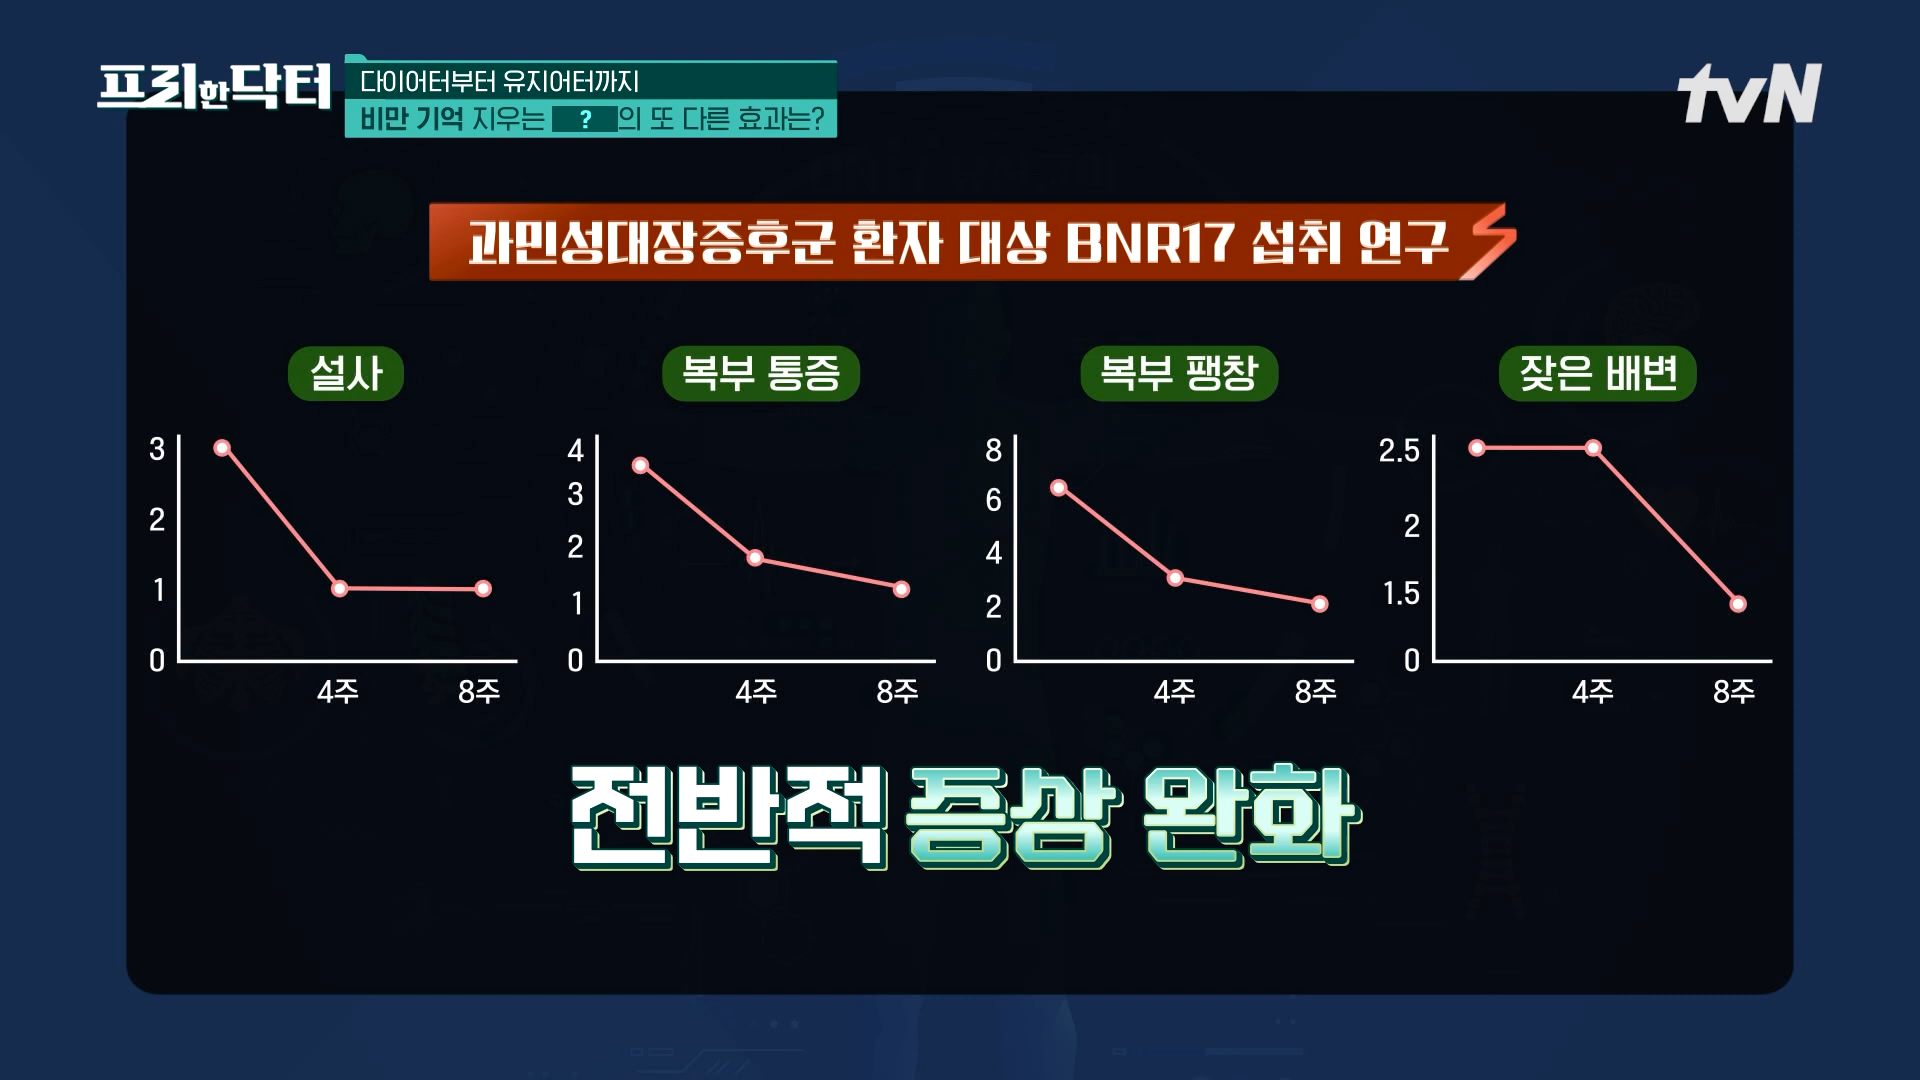 프리한닥터
다이어터부터 유지어터까지
비만 기억 지우는 ? 의 또 다른 효과는?
tvN
과민성대장증후군 환자 대상 BNR17 섭취 연구
설사
3
2
1
0
4주 8주
복부 통증
4
3
2
1
0
4주 8주
복부 팽창
8
6
4
2
0
4주 8주
잦은 배변
2.5
2
1.5
0
4주 8주
전반적 증상 완화